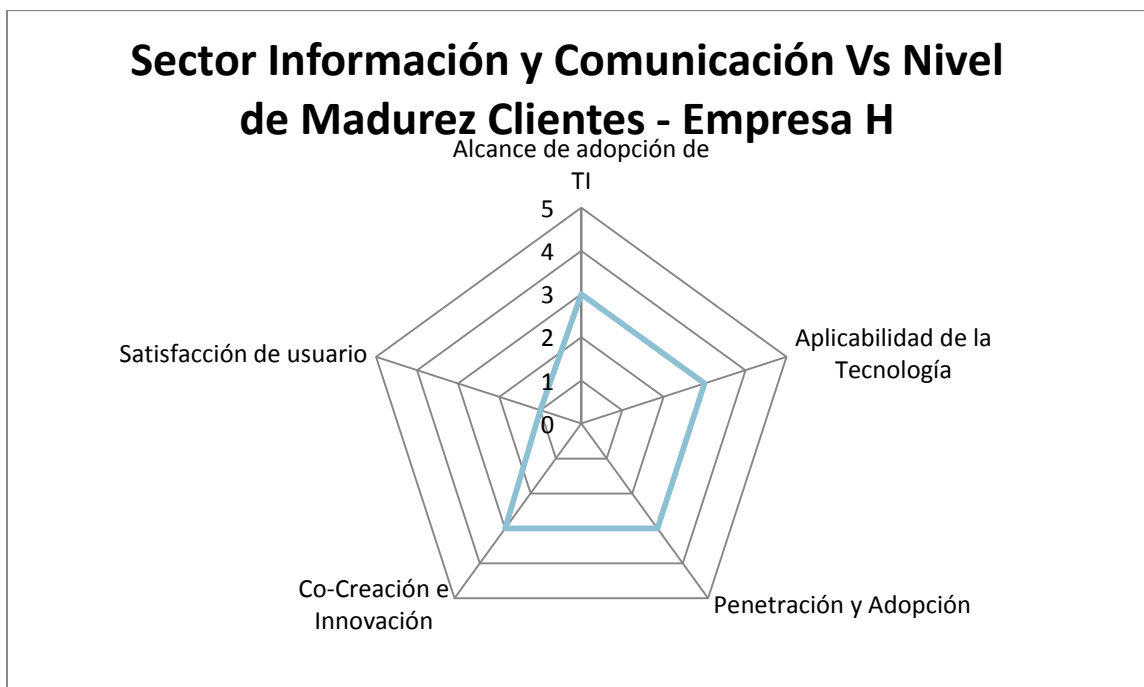 Sector Información y Comunicación Vs Nivel
de Madurez Clientes - Empresa H
Alcance de adopción de
TI
5
4
3
2
1
0
Aplicabilidad de la
Tecnología
Satisfacción de usuario
Co-Creación e
Innovación
Penetración y Adopción